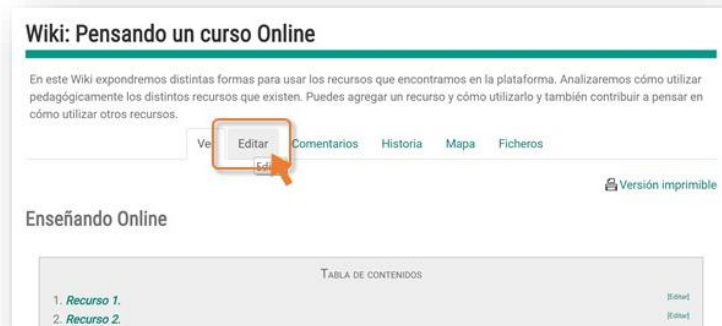 Wiki: Pensando un curso Online
En este Wiki expondremos distintas formas para usar los recursos que encontramos en la plataforma. Analizaremos cómo utilizar
pedagógicamente los distintos recursos que existen. Puedes agregar un recurso y cómo utilizarlo y también contribuir a pensar en
cómo utilizar otros recursos.
Ve Editar Comentarios Historia Mapa Ficheros
Edi
Versión imprimible
Enseñando Online
TABLA DE CONTENIDOS
1. Recurso 1. [Editar]
2. Recurso 2. [Editar]